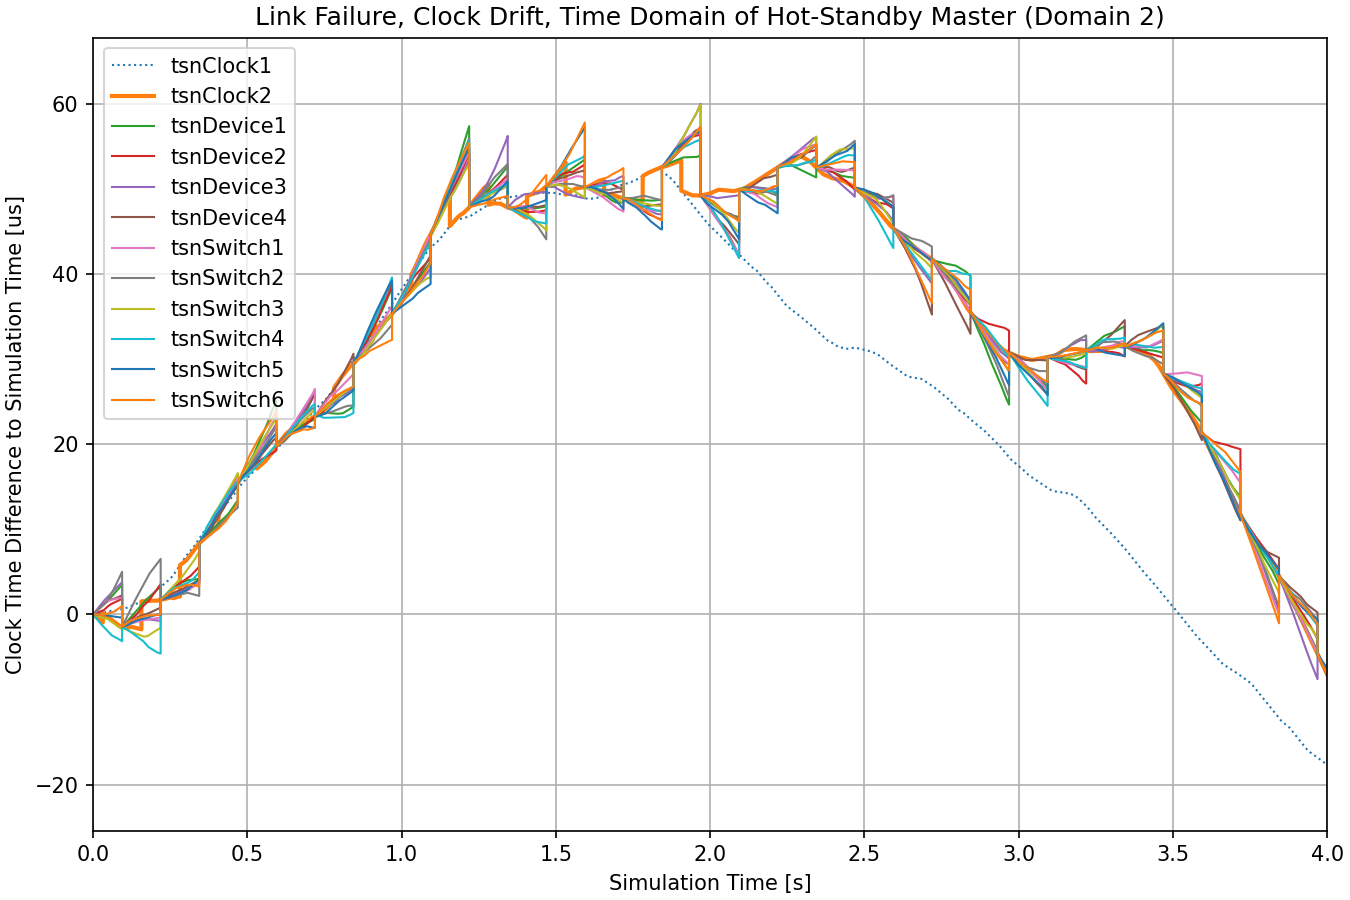 Link Failure, Clock Drift, Time Domain of Hot-Standby Master (Domain 2)
Clock Time Difference to Simulation Time [us]
60
40
20
0
−20
tsnClock1
tsnClock2
tsnDevice1
tsnDevice2
tsnDevice3
tsnDevice4
tsnSwitch1
tsnSwitch2
tsnSwitch3
tsnSwitch4
tsnSwitch5
tsnSwitch6
0.0 0.5 1.0 1.5 2.0 2.5 3.0 3.5 4.0
Simulation Time [s]